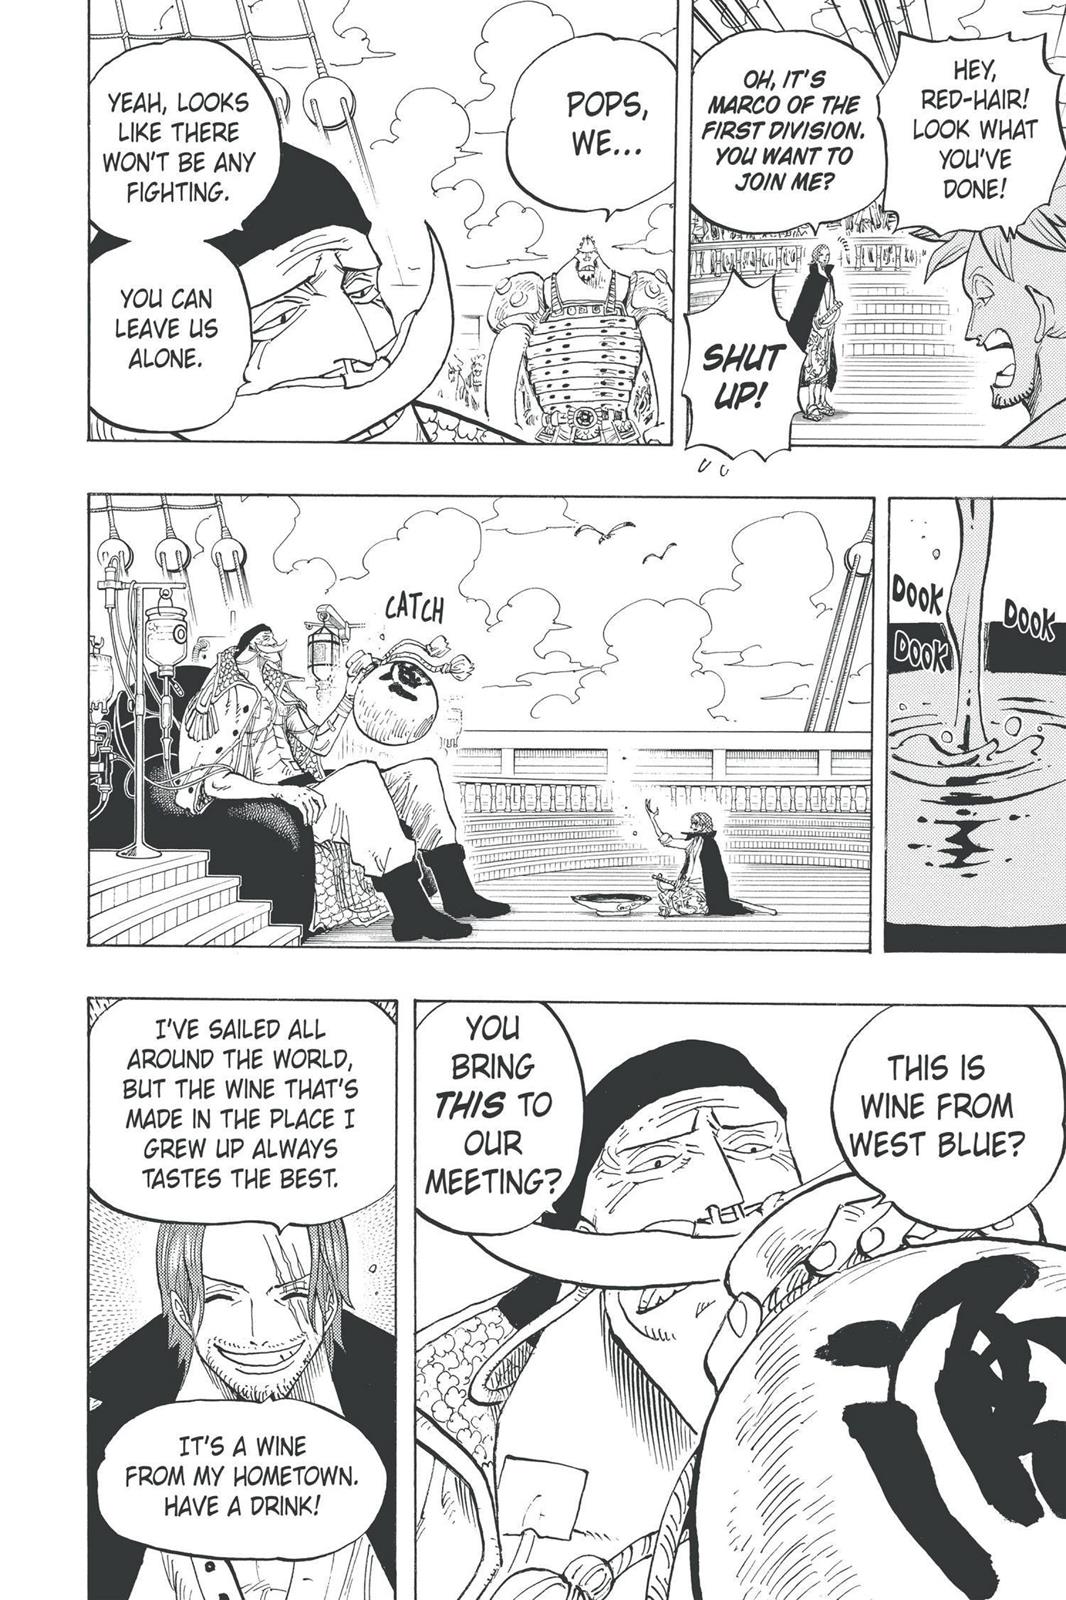 HEY,
RED-HAIR!
LOOK WHAT
YOU'VE
DONE!
OH, IT'S
MARCO OF THE
FIRST DIVISION.
YOU WANT TO
JOIN ME?
SHUT
UP!
POPS,
WE...
YEAH, LOOKS
LIKE THERE
WON'T BE ANY
FIGHTING.
YOU CAN
LEAVE US
ALONE.
DOOK
DOOK
DOOK
CATCH
THIS IS
WINE FROM
WEST BLUE?
YOU
BRING
THIS TO
OUR
MEETING?
I'VE SAILED ALL
AROUND THE WORLD,
BUT THE WINE THAT'S
MADE IN THE PLACE I
GREW UP ALWAYS
TASTES THE BEST.
IT'S A WINE
FROM MY HOMETOWN.
HAVE A DRINK!